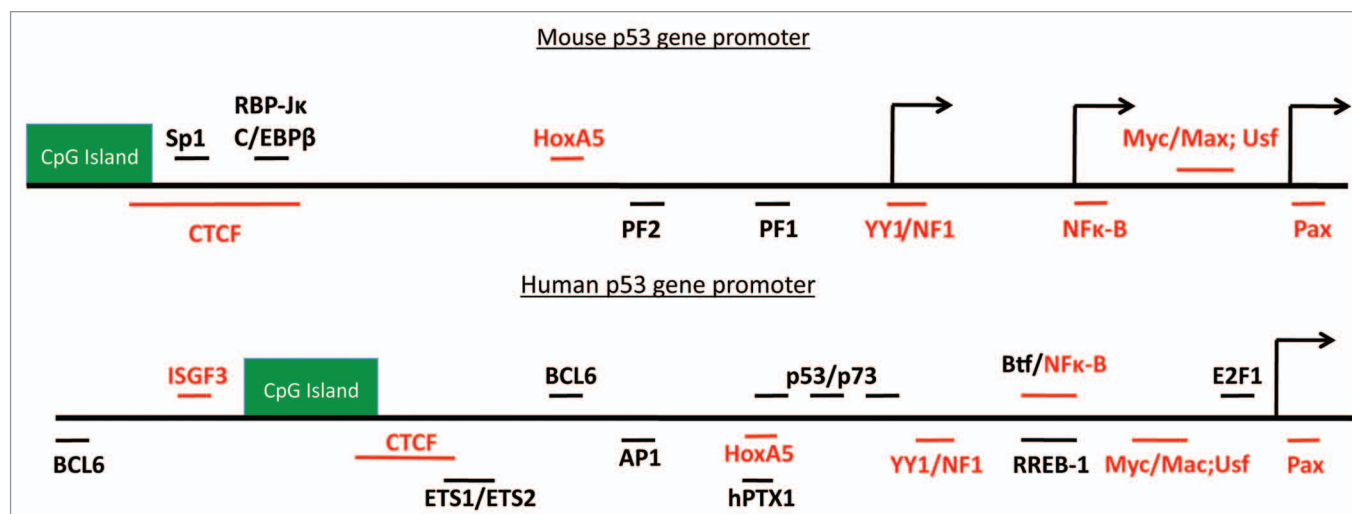 Mouse p53 gene promoter
RBP-Jκ
Sp1
C/EBPβ
HoxA5
Myc/Max; Usf
CpG Island
CTCF
PF2
PF1
YY1/NF1
NFκ-B
Pax
Human p53 gene promoter
ISGF3
CpG Island
BCL6
p53/p73
Btf/NFκ-B
E2F1
BCL6
CTCF
ETS1/ETS2
AP1
HoxA5
hPTX1
YY1/NF1
RREB-1
Myc/Mac;Usf
Pax